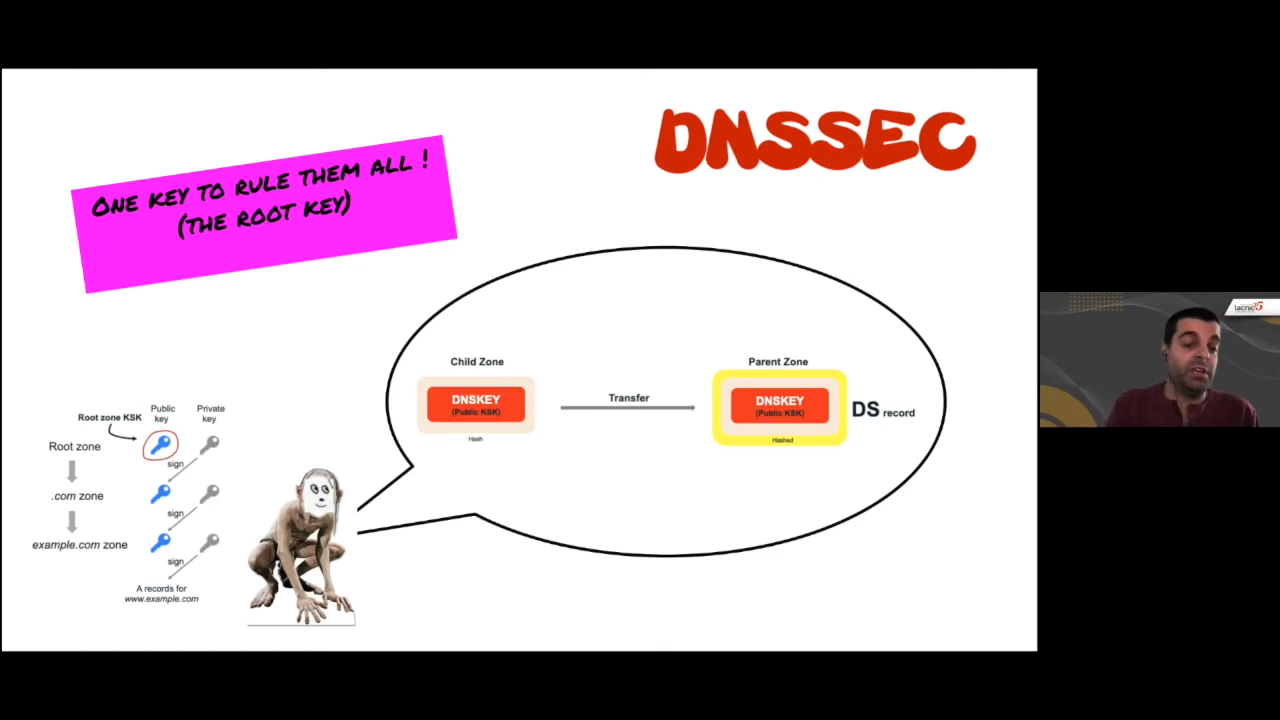 DNSSEC
ONE KEY TO RULE THEM ALL !
(THE ROOT KEY)
Child Zone
DNSKEY
(Public KSK)
Hash
Transfer
Parent Zone
DNSKEY
(Public KSK)
Hashed
DS record
Root zone KSK
Public
key
Private
key
Root zone
sign
.com zone
sign
example.com zone
sign
A records for
www.example.com
lacnic 35